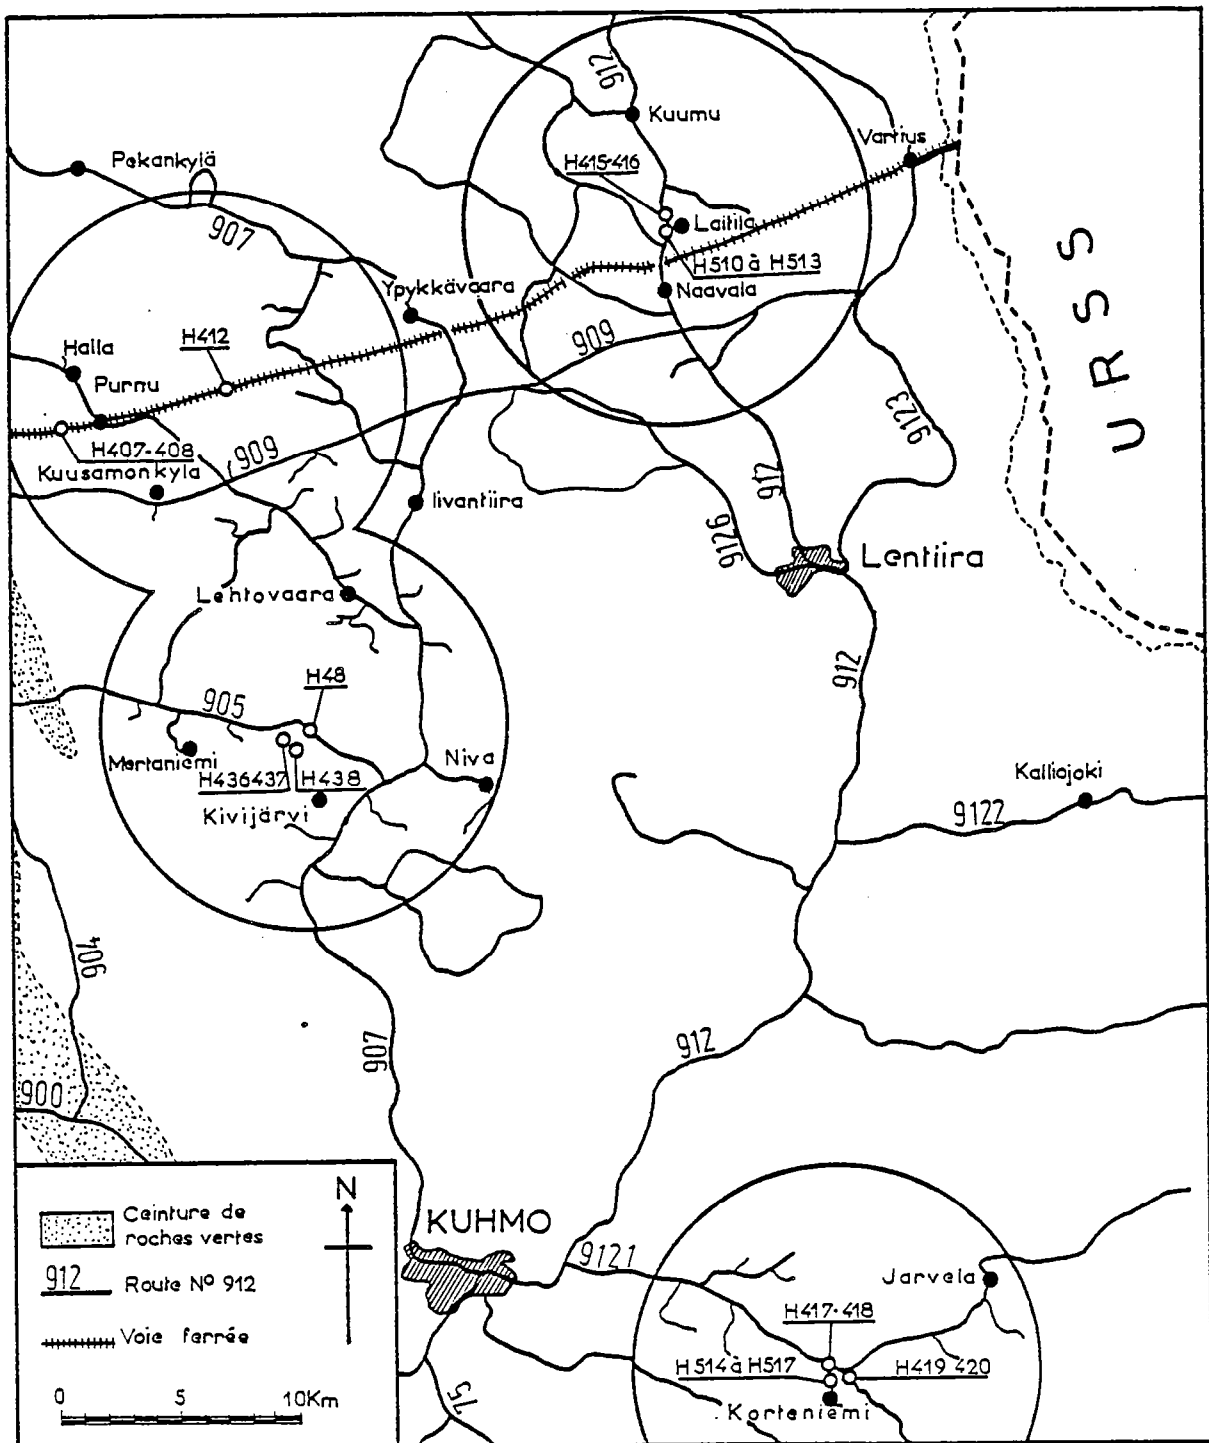 912
Kuumu
Vartius
H415-416
Pekankylä
907
Laitila
H510 à H513
Naavala
Ypykkävaara
URSS
H412
909
Halla
Purnu
9123
H407-408
Kuusamonkyla
909
Iivantiira
912
9126
Lentiira
Lehtovaara
912
H48
905
Martaniemi
H436437
H438
Niva
Kivijärvi
Kalliojoki
9122
904
907
912
900
KUHMO
9121
Jarvela
H417-418
H514 à H517
H419 420
Korteniemi
75
N
Ceinture de
roches vertes
912
Route Nº 912
Voie ferrée
0 5 10Km